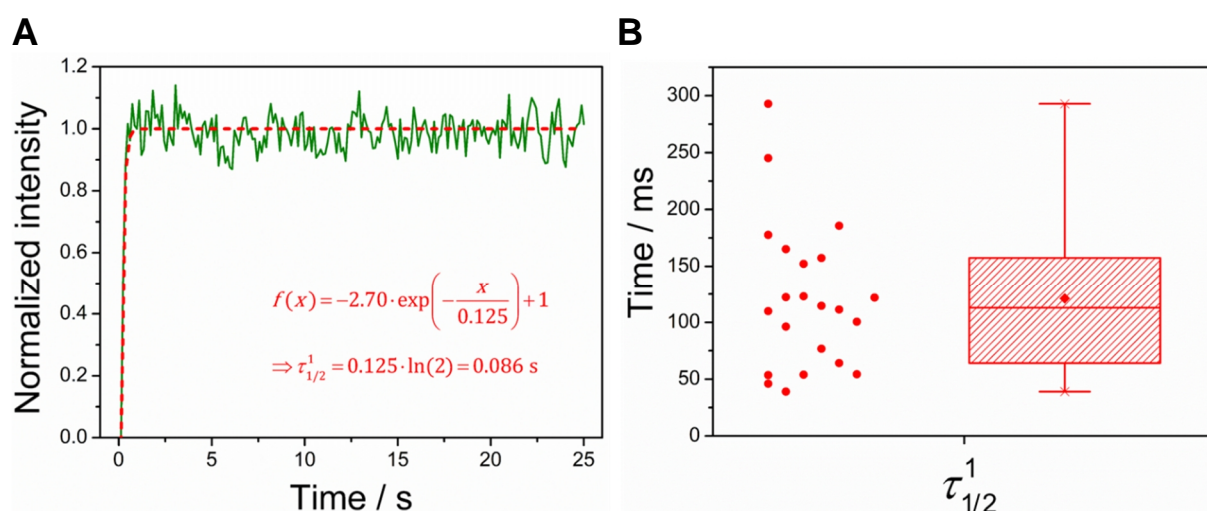 A
Normalized intensity
1.2
1.0
0.8
0.6
0.4
0.2
0.0
f(x)=−2.70·exp(−x/0.125)+1
⇒τ¹₁/₂=0.125·ln(2)=0.086 s
0 5 10 15 20 25
Time / s
B
Time / ms
300
250
200
150
100
50
0
τ¹₁/₂